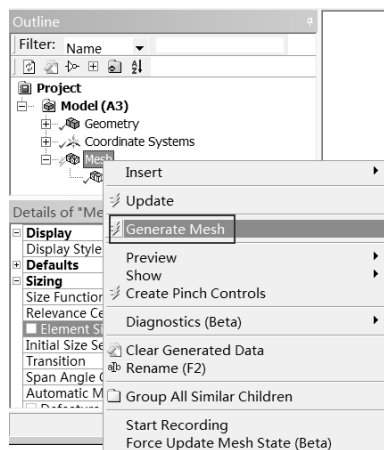 Outline
Filter: Name
Project
Model (A3)
Geometry
Coordinate Systems
Mesh
Insert
Update
Generate Mesh
Preview
Show
Create Pinch Controls
Diagnostics (Beta)
Clear Generated Data
Rename (F2)
Group All Similar Children
Start Recording
Force Update Mesh State (Beta)
Details of "Me
Display
Display Style
Defaults
Sizing
Size Function
Relevance Ce
Element Si
Initial Size Se
Transition
Span Angle C
Automatic M